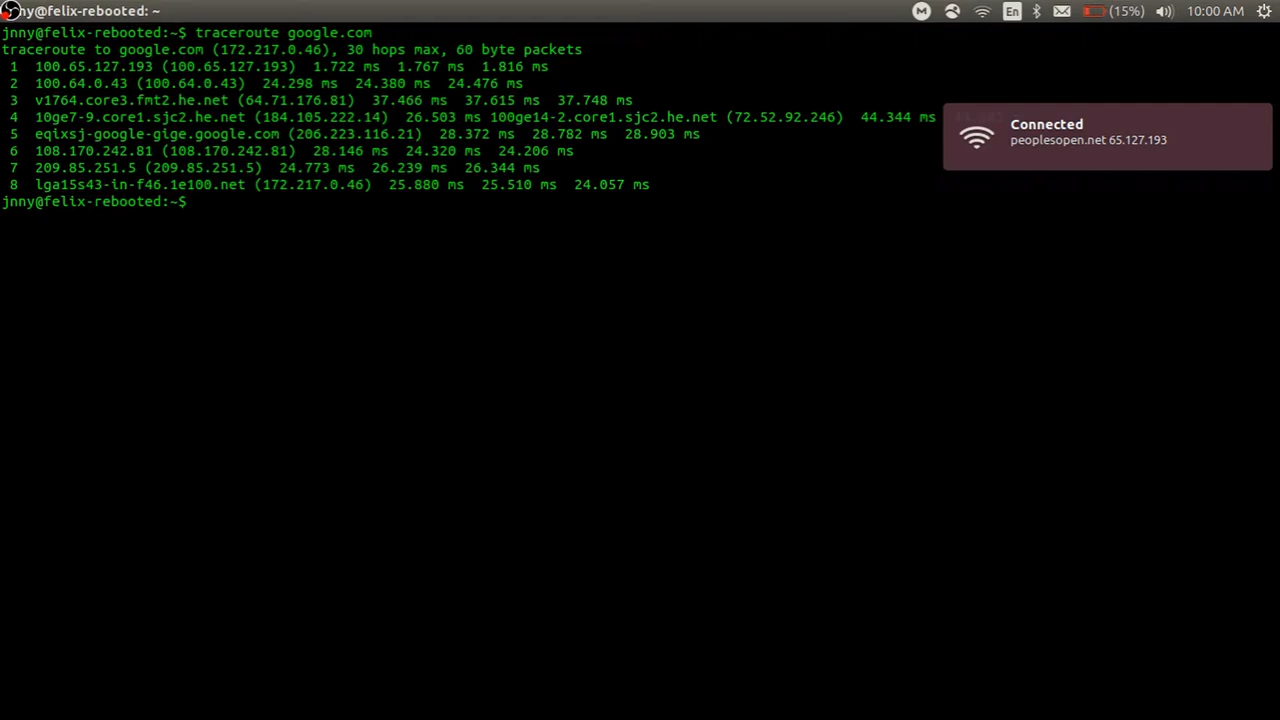 nny@felix-rebooted: ~
M En (15%) 10:00 AM
jnny@felix-rebooted:~$ traceroute google.com
traceroute to google.com (172.217.0.46), 30 hops max, 60 byte packets
1 100.65.127.193 (100.65.127.193) 1.722 ms 1.767 ms 1.816 ms
2 100.64.0.43 (100.64.0.43) 24.298 ms 24.380 ms 24.476 ms
3 v1764.core3.fmt2.he.net (64.71.176.81) 37.466 ms 37.615 ms 37.748 ms
4 10ge7-9.core1.sjc2.he.net (184.105.222.14) 26.503 ms 100ge14-2.core1.sjc2.he.net (72.52.92.246) 44.344 ms
5 eqixsj-google-gige.google.com (206.223.116.21) 28.372 ms 28.782 ms 28.903 ms
6 108.170.242.81 (108.170.242.81) 28.146 ms 24.320 ms 24.206 ms
7 209.85.251.5 (209.85.251.5) 24.773 ms 26.239 ms 26.344 ms
8 lga15s43-in-f46.1e100.net (172.217.0.46) 25.880 ms 25.510 ms 24.057 ms
jnny@felix-rebooted:~$
Connected
peoplesopen.net 65.127.193